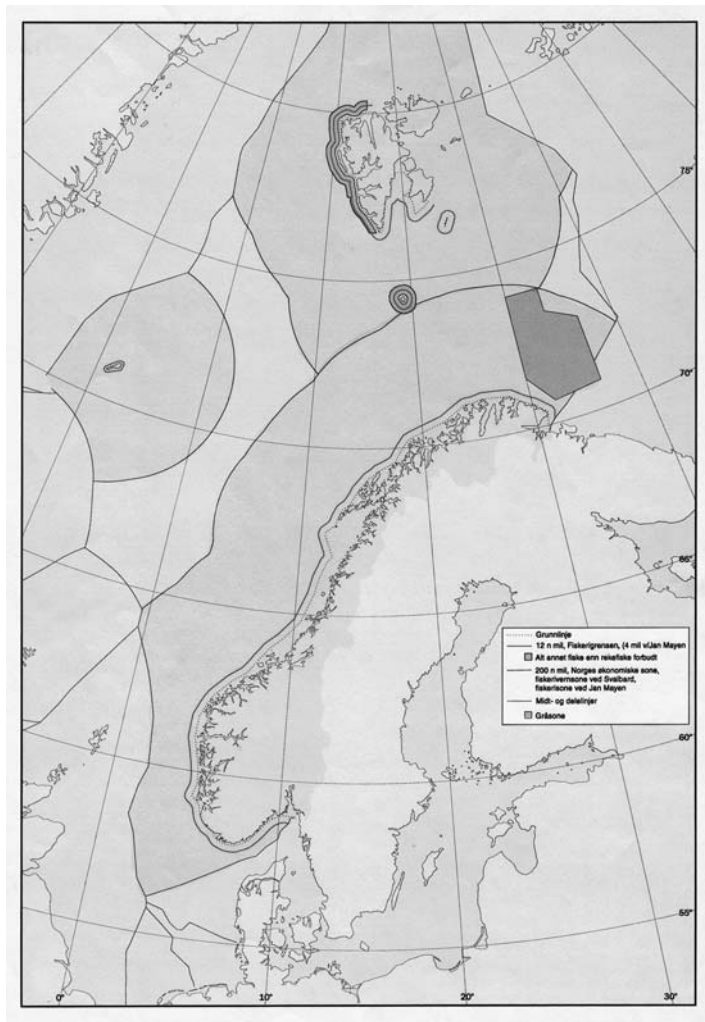 75°
70°
65°
Grunnlinje
12 n mil, Fiskerigrensen, (4 mil v/Jan Mayen
Alt annet fiske enn rekefiske forbudt
200 n mil, Norges økonomiske sone,
fiskerivernsone ved Svalbard,
fiskerisone ved Jan Mayen
Midt- og delelinjer
Gråsone
60°
55°
0° 10° 20° 30°